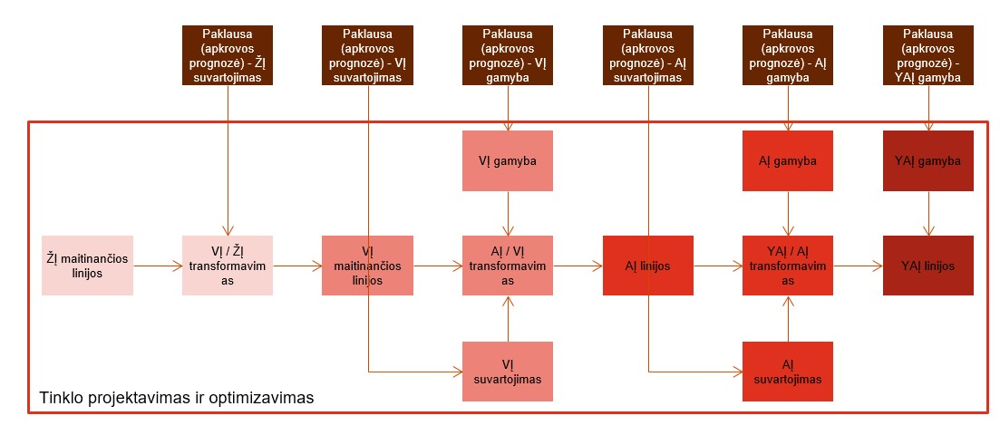 Paklausa
(apkrovos
prognozė) - ŽĮ
suvartojimas
Paklausa
(apkrovos
prognozė) - VĮ
suvartojimas
Paklausa
(apkrovos
prognozė) - VĮ
gamyba
Paklausa
(apkrovos
prognozė) - AĮ
suvartojimas
Paklausa
(apkrovos
prognozė) - AĮ
gamyba
Paklausa
(apkrovos
prognozė) -
YAĮ gamyba
VĮ gamyba
AĮ gamyba
YAĮ gamyba
ŽĮ maitinančios
linijos
VĮ / ŽĮ
transformavim
as
VĮ
maitinančios
linijos
AĮ / VĮ
transformavim
as
AĮ linijos
YAĮ / AĮ
transformavim
as
YAĮ linijos
VĮ
suvartojimas
AĮ
suvartojimas
Tinklo projektavimas ir optimizavimas